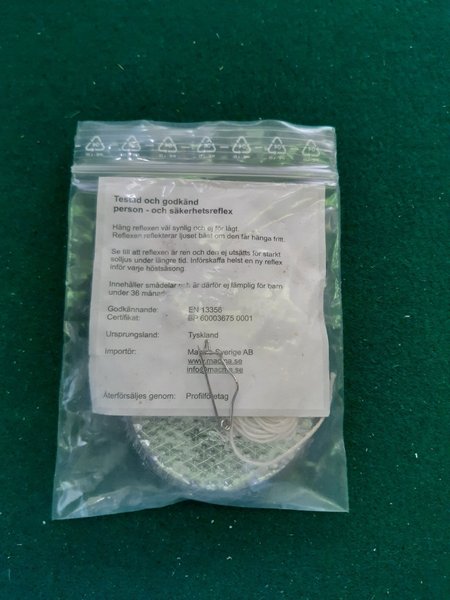 Testad och godkänd
person - och säkerhetsreflex
Häng reflexen väl synlig och ej för lågt
Reflexen reflekterar ljuset bäst om den får hänga fritt.
Se till att reflexen är ren och den ej utsätts för starkt
solljus under längre tid. Införskaffa helst en ny reflex
inför varje höstsäsong.
Innehåller smådelar och är därför ej lämplig för barn
under 36 månader
Godkännande: EN 13356
Certifikat: BP 60003675 0001
Ursprungsland: Tyskland
Importör: Sverige AB
Återförsäljes genom: Profilföretag